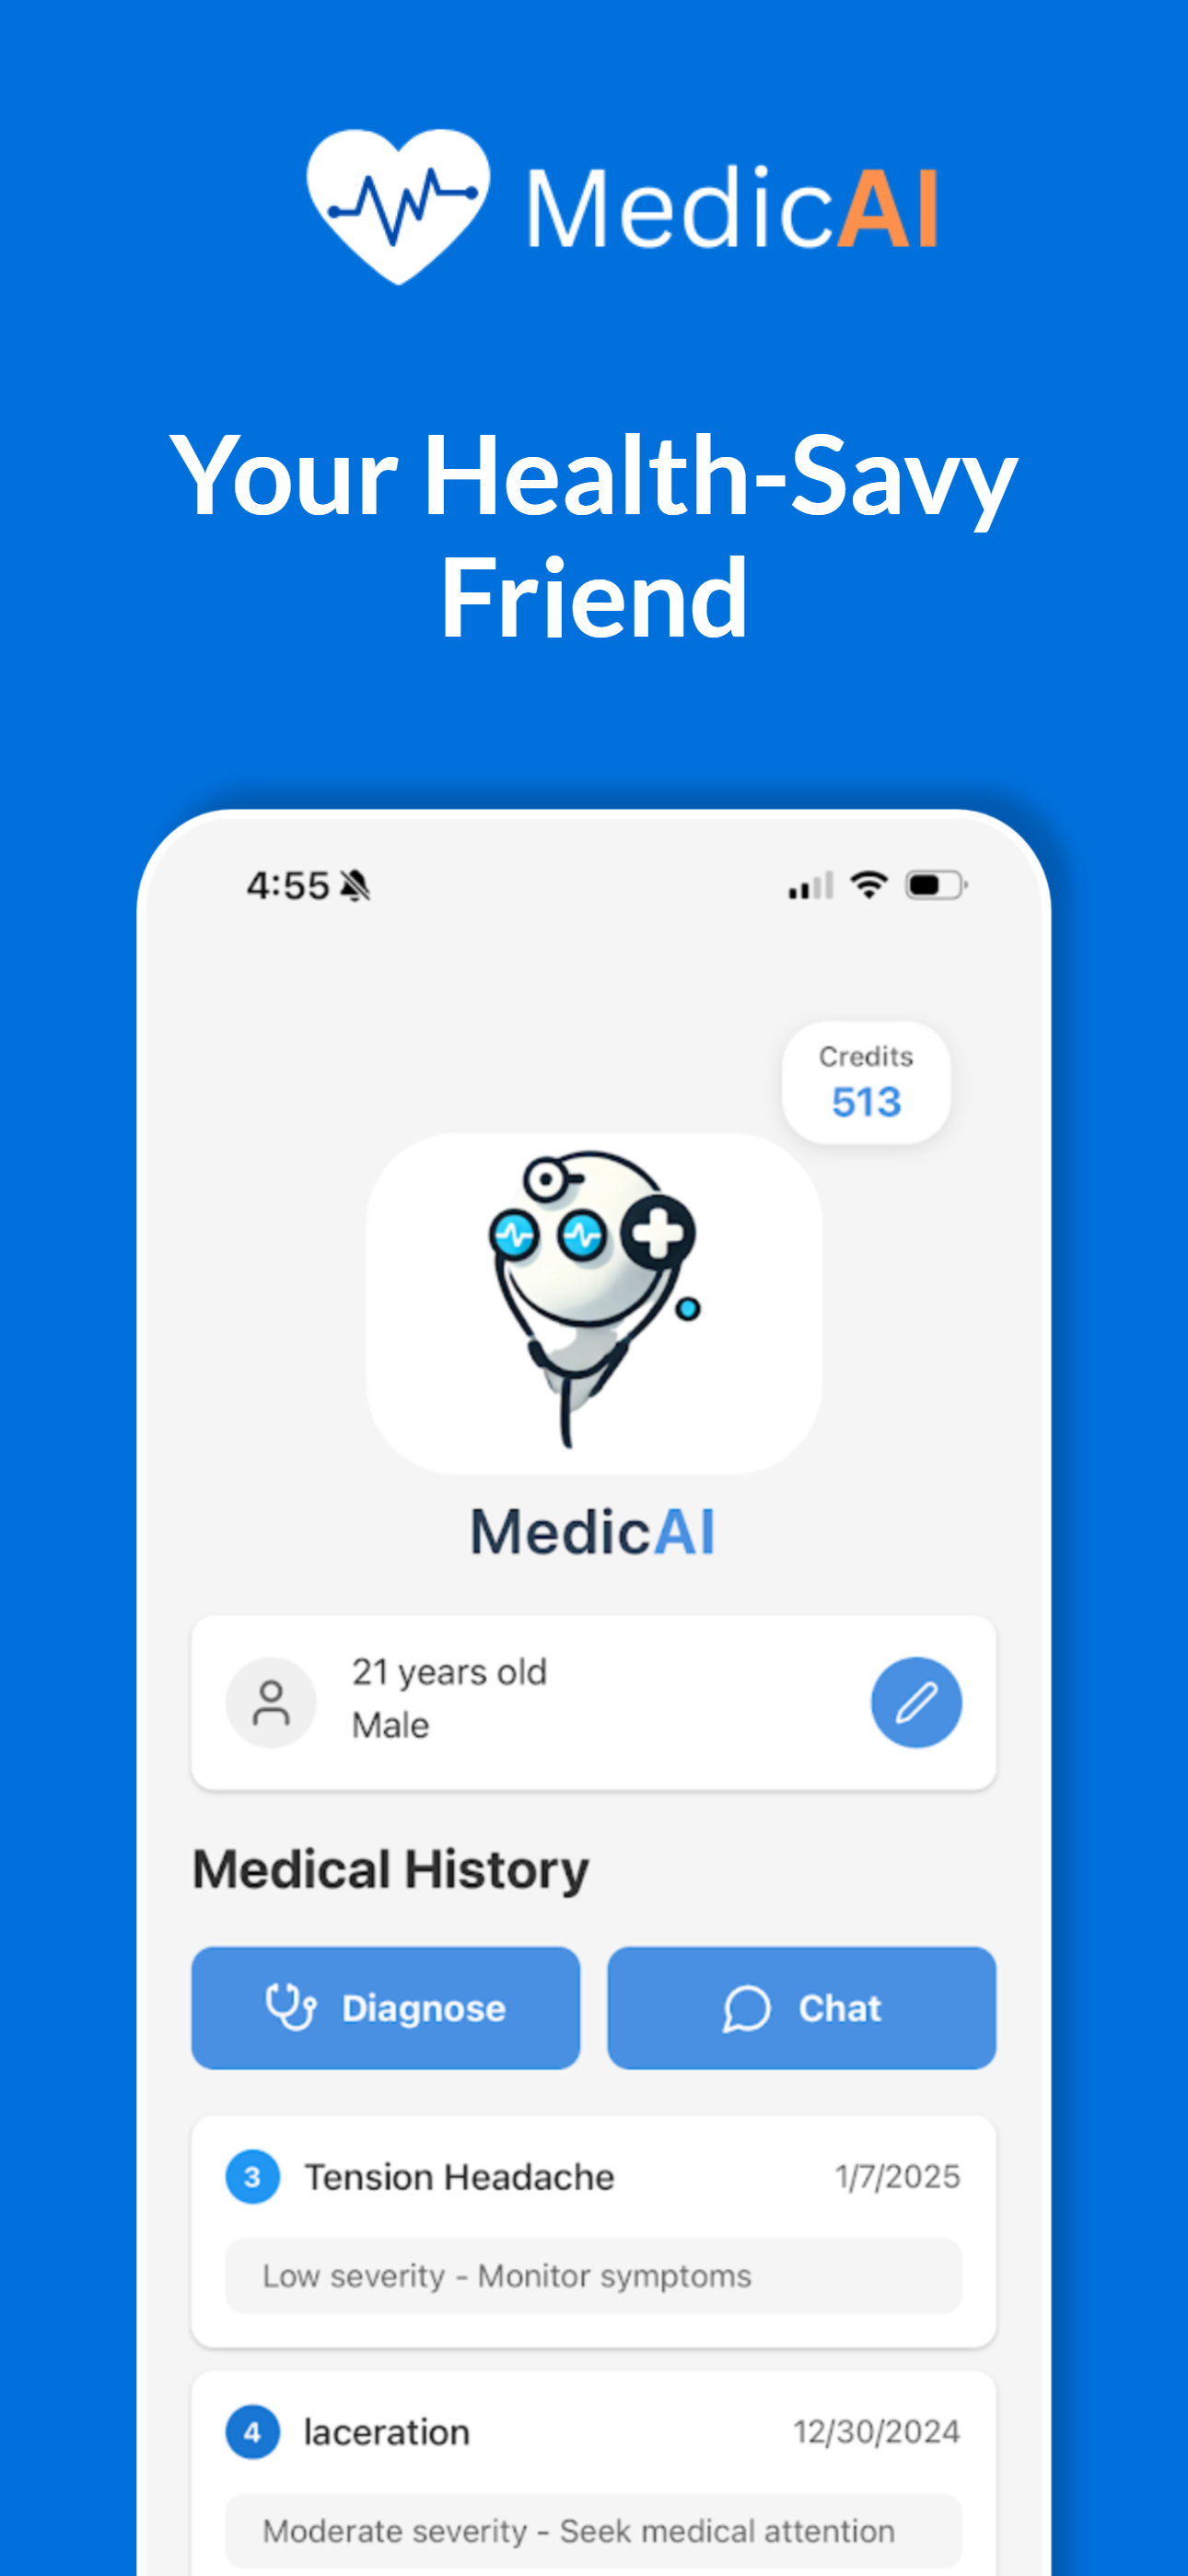 MedicAI
Your Health-Savy
Friend
4:55
Credits
513
MedicAI
21 years old
Male
Medical History
Diagnose
Chat
3 Tension Headache 1/7/2025
Low severity - Monitor symptoms
4 laceration 12/30/2024
Moderate severity - Seek medical attention